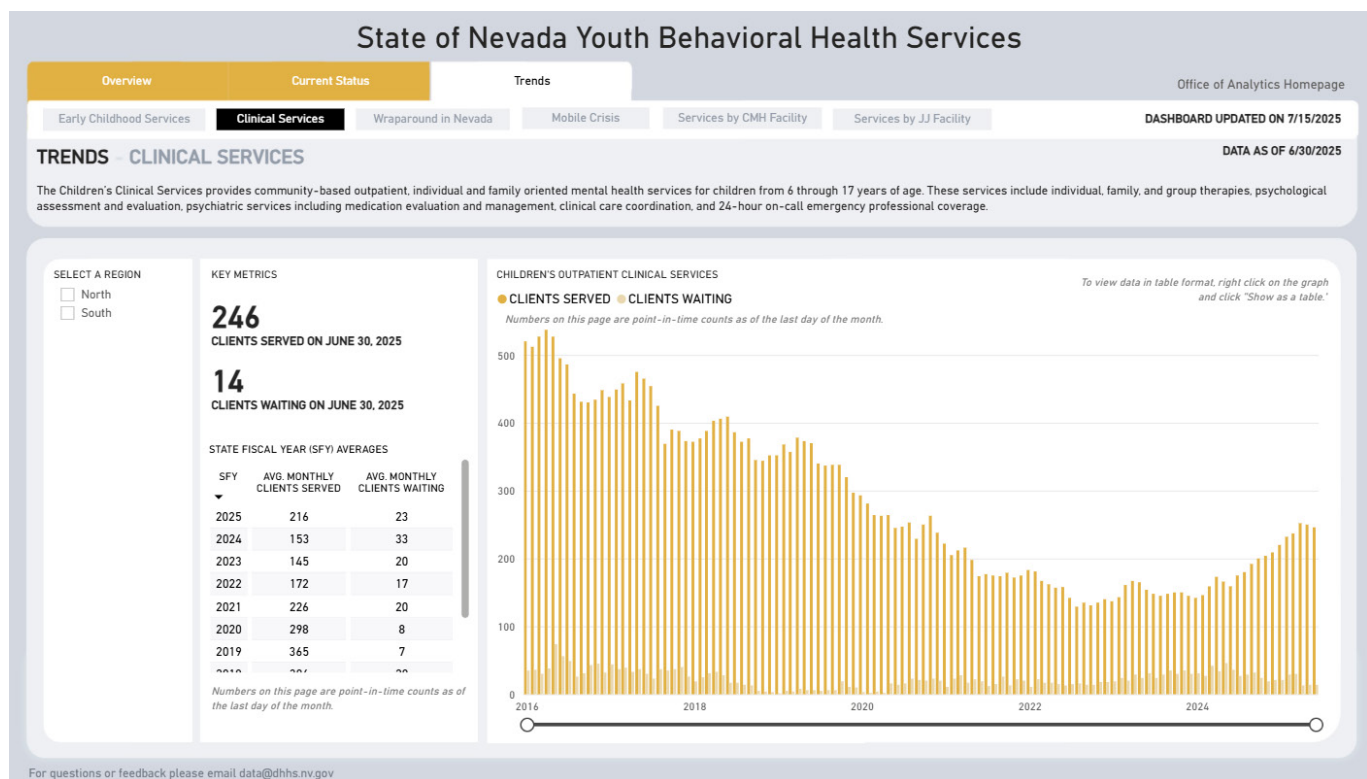 State of Nevada Youth Behavioral Health Services
Overview
Current Status
Trends
Office of Analytics Homepage
Early Childhood Services
Clinical Services
Wraparound in Nevada
Mobile Crisis
Services by CMH Facility
Services by JJ Facility
DASHBOARD UPDATED ON 7/15/2025
TRENDS - CLINICAL SERVICES
DATA AS OF 6/30/2025
The Children's Clinical Services provides community-based outpatient, individual and family oriented mental health services for children from 6 through 17 years of age. These services include individual, family, and group therapies, psychological
assessment and evaluation, psychiatric services including medication evaluation and management, clinical care coordination, and 24-hour on-call emergency professional coverage.
SELECT A REGION
North
South
KEY METRICS
246
CLIENTS SERVED ON JUNE 30, 2025
14
CLIENTS WAITING ON JUNE 30, 2025
STATE FISCAL YEAR (SFY) AVERAGES
SFY AVG. MONTHLY CLIENTS SERVED AVG. MONTHLY CLIENTS WAITING
2025 216 23
2024 153 33
2023 145 20
2022 172 17
2021 226 20
2020 298 8
2019 365 7
Numbers on this page are point-in-time counts as of
the last day of the month.
CHILDREN'S OUTPATIENT CLINICAL SERVICES
CLIENTS SERVED CLIENTS WAITING
To view data in table format, right click on the graph
and click "Show as a table.'
Numbers on this page are point-in-time counts as of the last day of the month.
500
400
300
200
100
0
2016 2018 2020 2022 2024
For questions or feedback please email data@dhhs.nv.gov